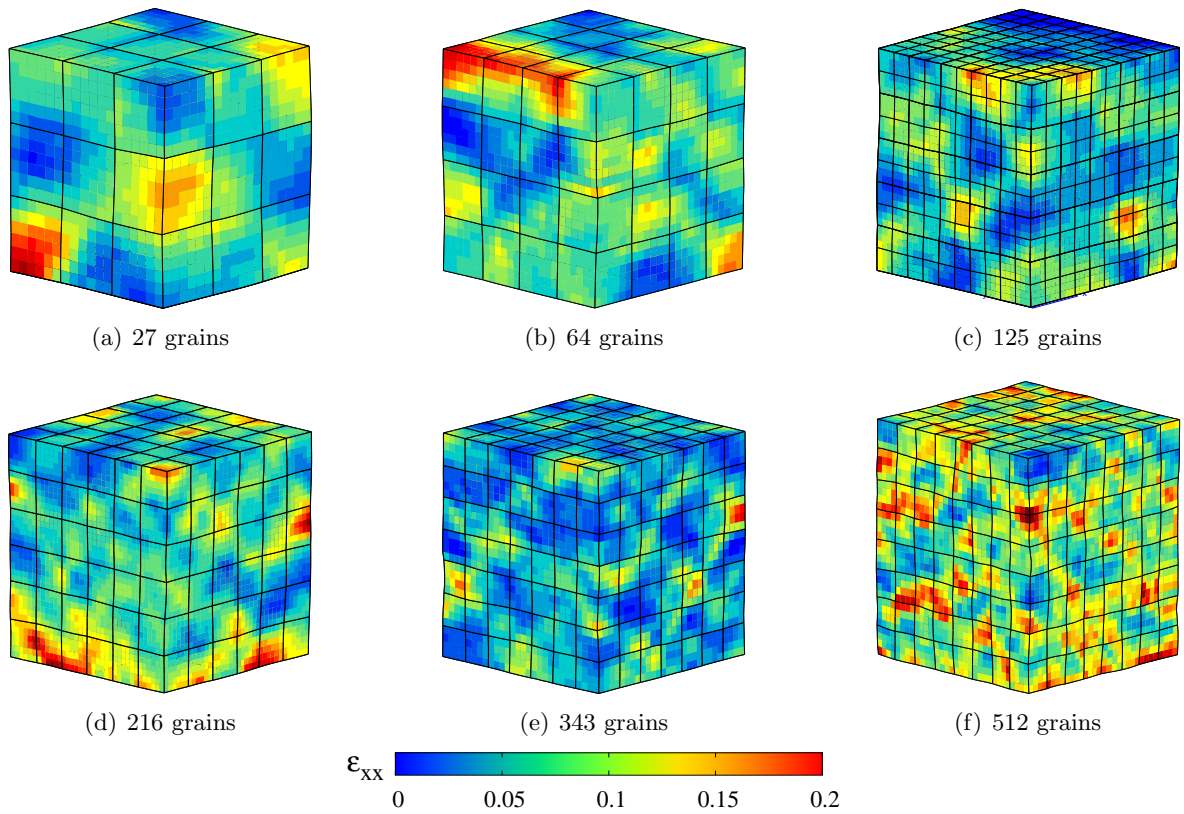 (a) 27 grains
(b) 64 grains
(c) 125 grains
(d) 216 grains
(e) 343 grains
(f) 512 grains
εxx
0 0.05 0.1 0.15 0.2